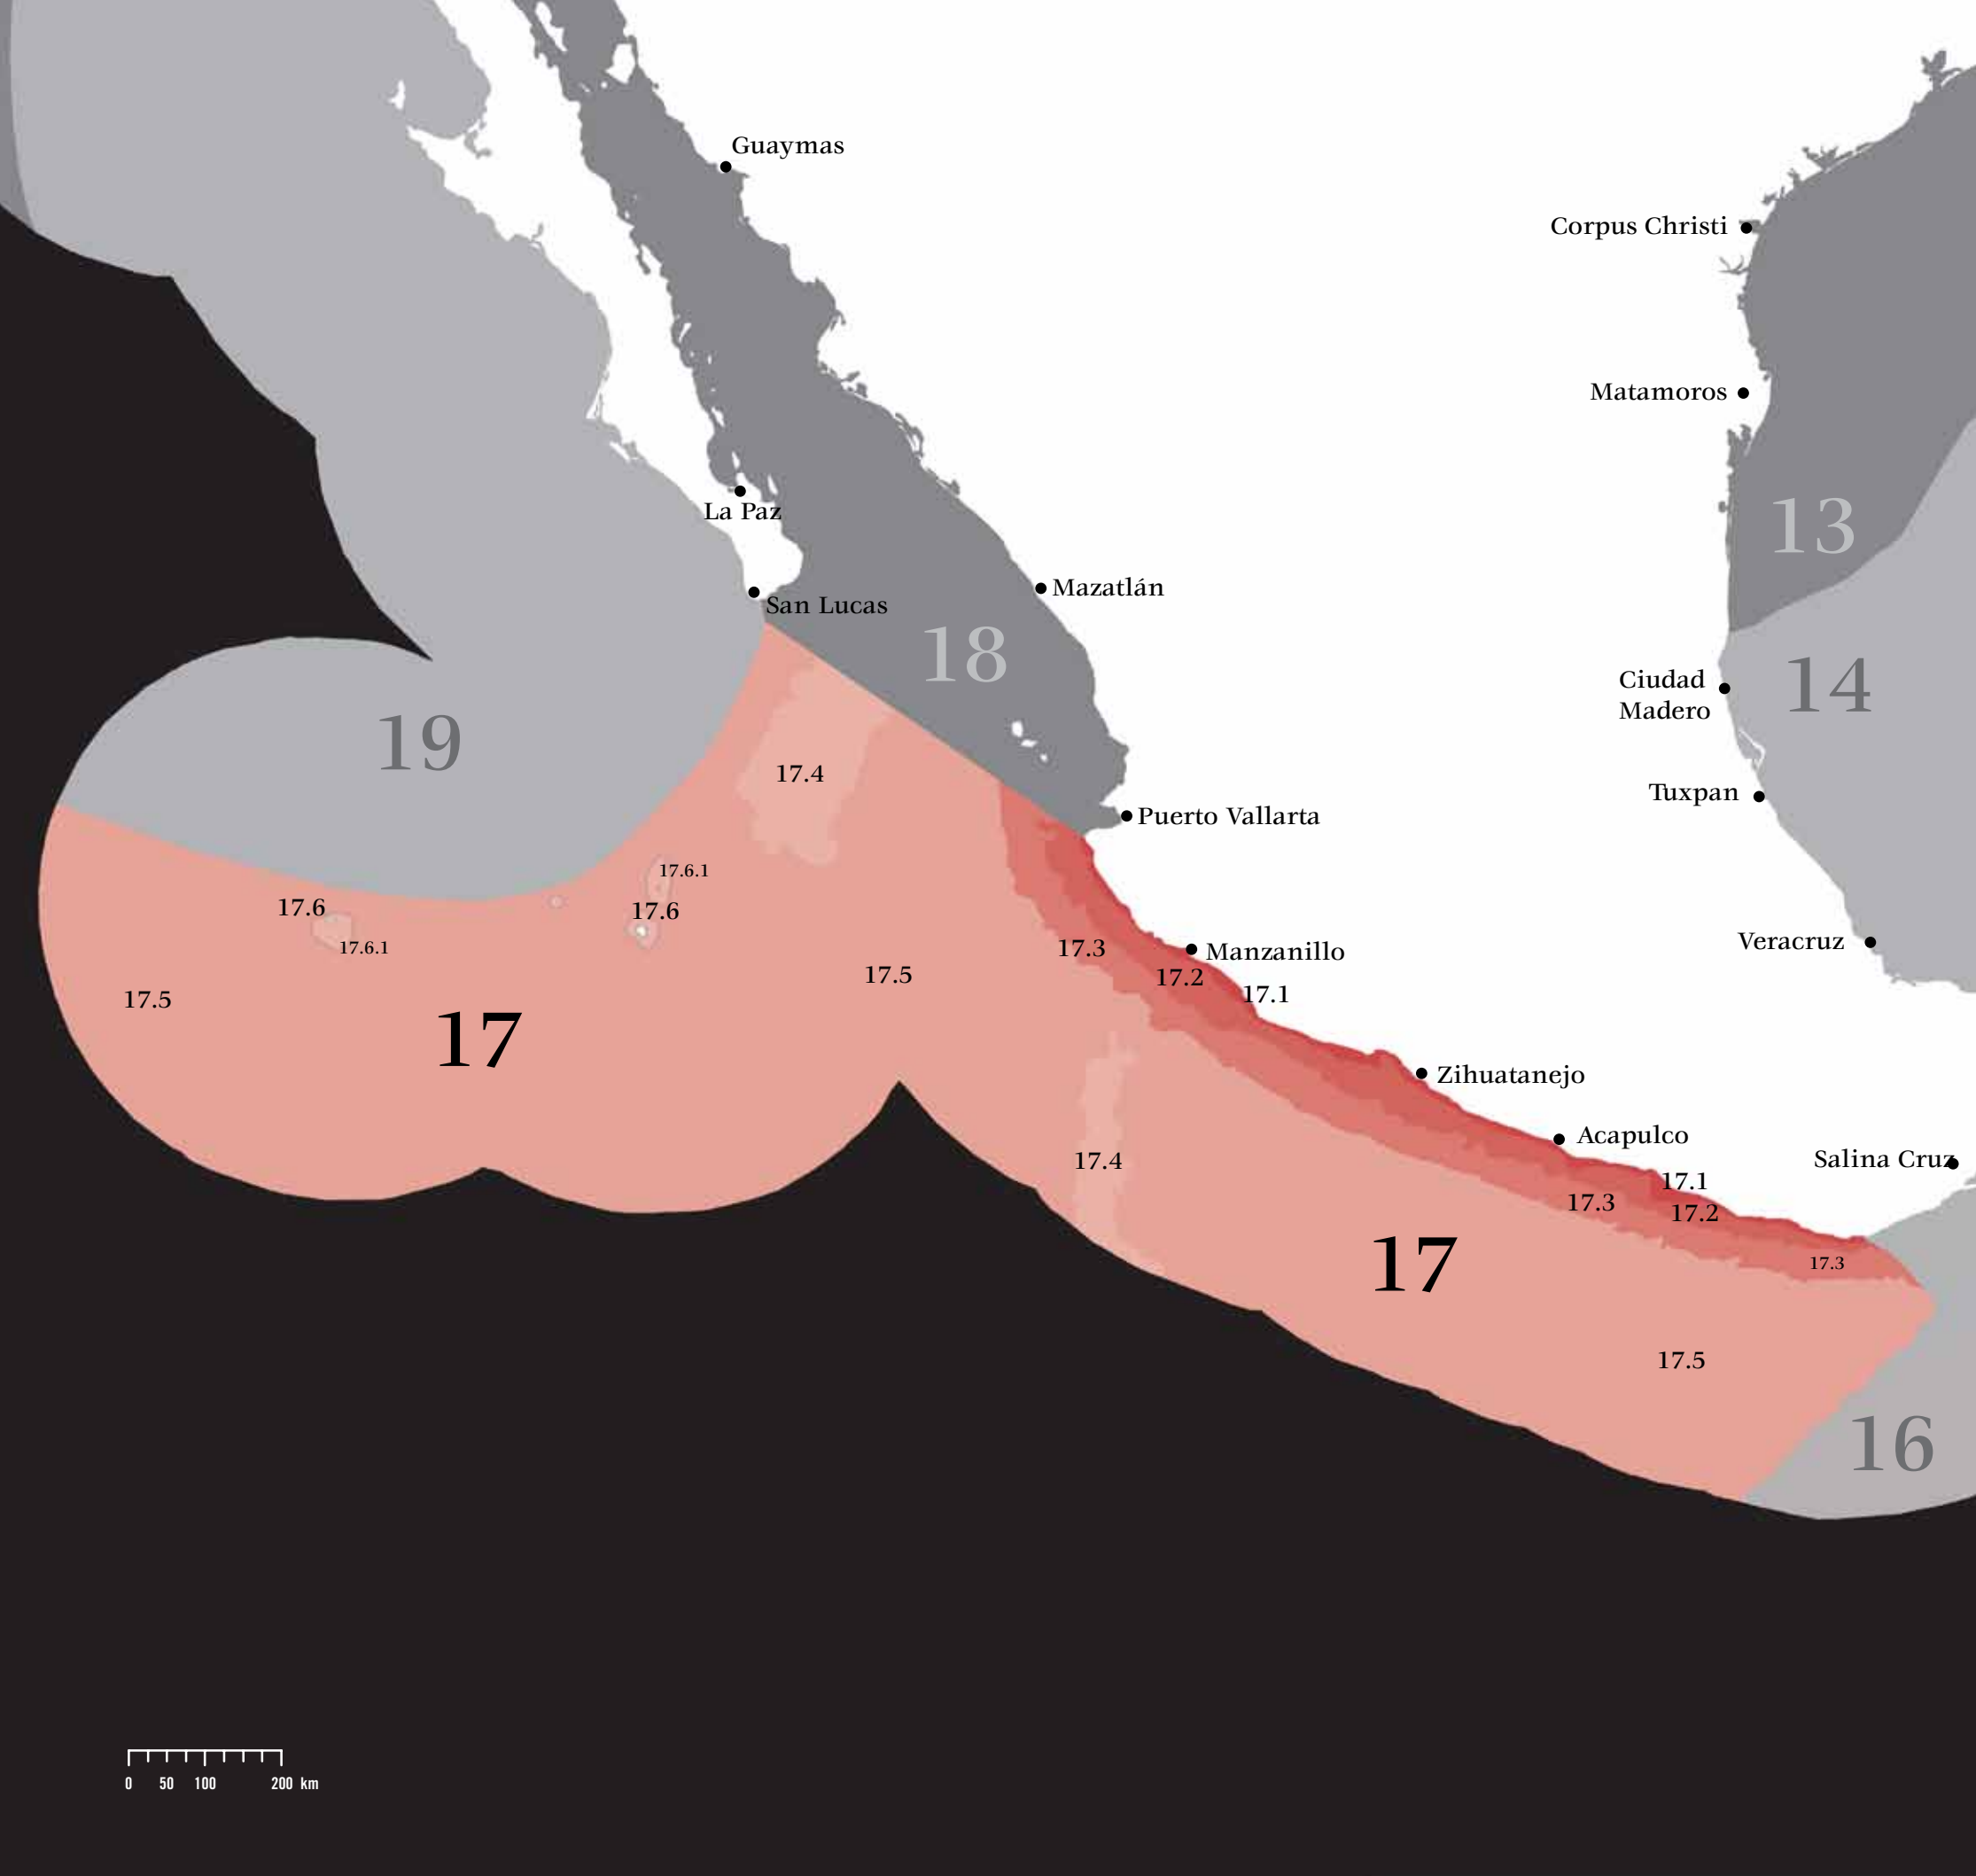 Guaymas
Corpus Christi
Matamoros
La Paz
13
Mazatlán
San Lucas
18
Ciudad
Madero
14
19
17.4
Tuxpan
Puerto Vallarta
17.6.1
17.6
17.6
17.6.1
17.3
Manzanillo
Veracruz
17.5
17.5
17.2
17.1
17
Zihuatanejo
Acapulco
17.4
Salina Cruz
17.1
17.3
17.2
17
17.3
17.5
16
0 50 100 200 km